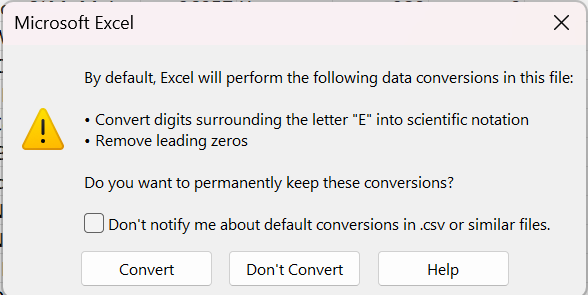 Microsoft Excel
By default, Excel will perform the following data conversions in this file:
• Convert digits surrounding the letter "E" into scientific notation
• Remove leading zeros
Do you want to permanently keep these conversions?
Don't notify me about default conversions in .csv or similar files.
Convert Don't Convert Help